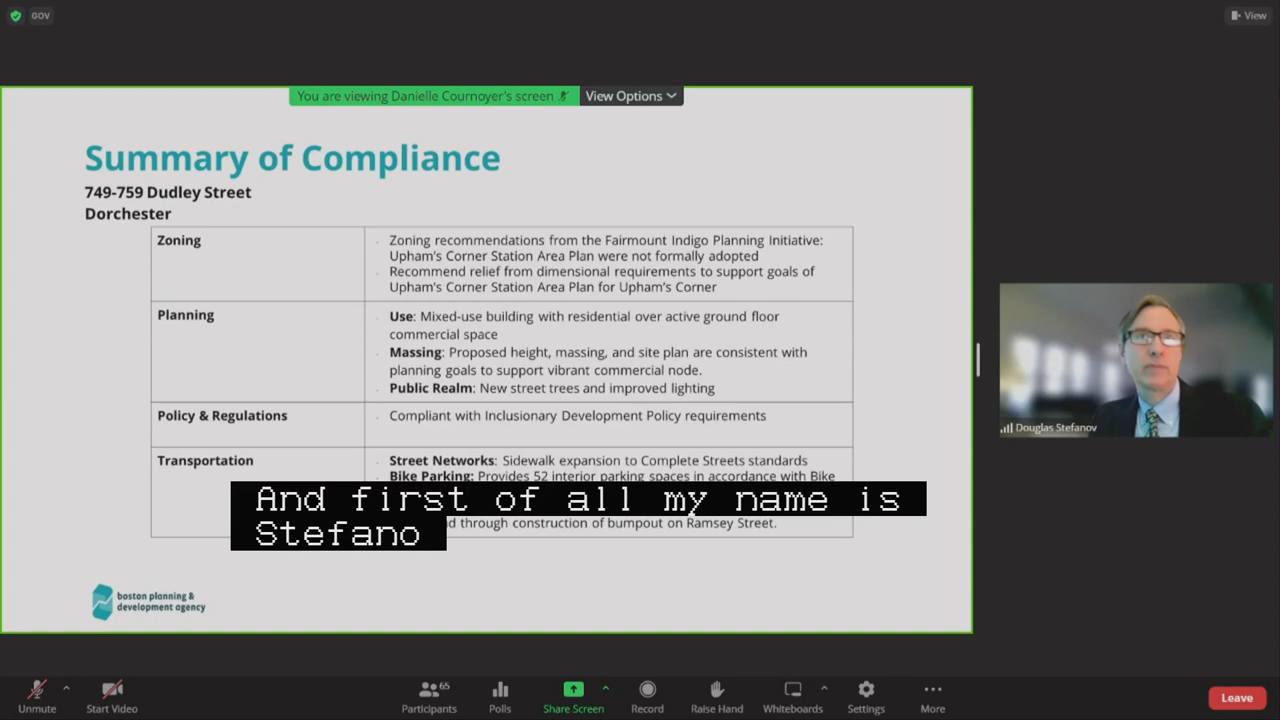 GOV
View
You are viewing Danielle Cournoyer's screen
View Options
Summary of Compliance
749-759 Dudley Street
Dorchester
Zoning
- Zoning recommendations from the Fairmount Indigo Planning Initiative:
Upham's Corner Station Area Plan were not formally adopted
- Recommend relief from dimensional requirements to support goals of
Upham's Corner Station Area Plan for Upham's Corner
Planning
- Use: Mixed-use building with residential over active ground floor
commercial space
- Massing: Proposed height, massing, and site plan are consistent with
planning goals to support vibrant commercial node.
- Public Realm: New street trees and improved lighting
Policy & Regulations
- Compliant with Inclusionary Development Policy requirements
Transportation
- Street Networks: Sidewalk expansion to Complete Streets standards
Bike Parking: Provides 52 interior parking spaces in accordance with Bike
through construction of bumpout on Ramsey Street.
And first of all my name is
Stefano
boston planning &
development agency
Douglas Stefanov
Unmute
Start Video
Participants
65
Polls
Share Screen
Record
Raise Hand
Whiteboards
Settings
More
Leave